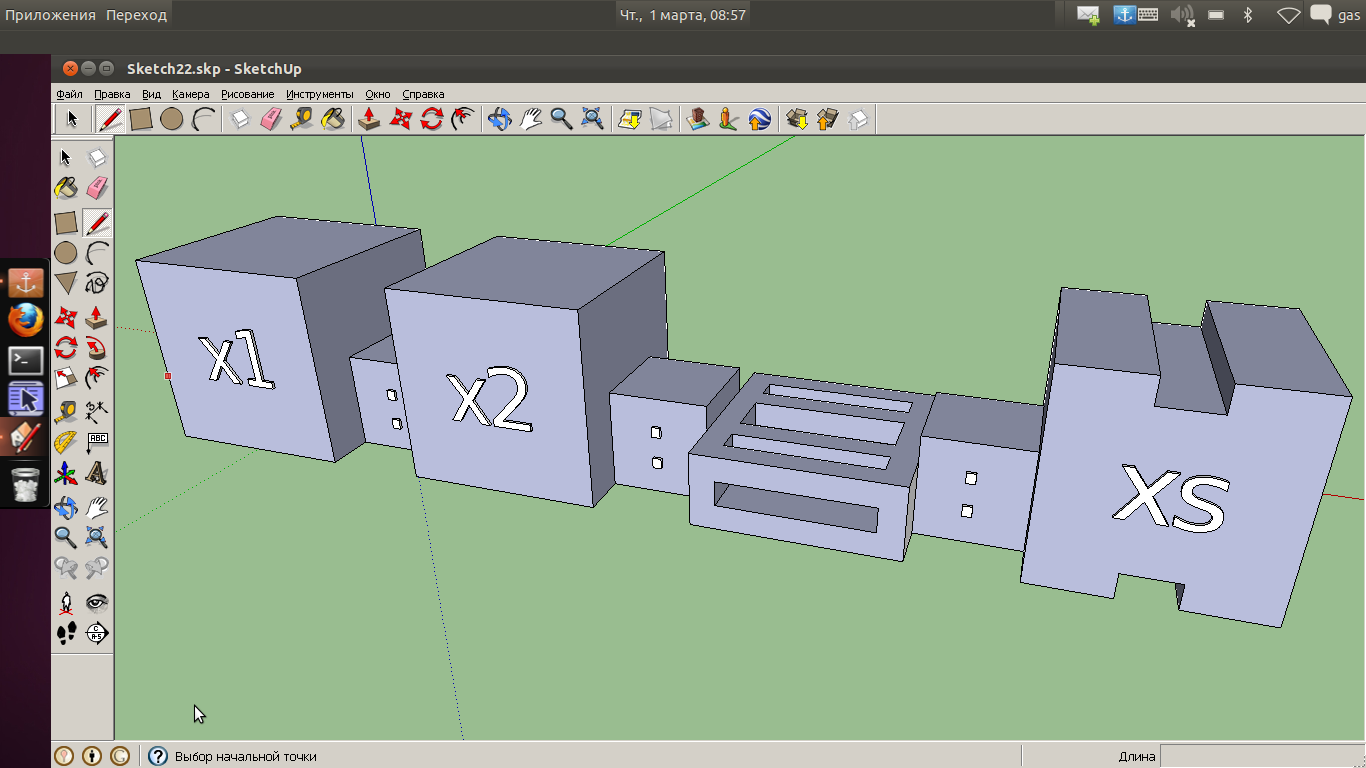 Приложения Переход Чт., 1 марта, 08:57 gas
Sketch22.skp - SketchUp
Файл Правка Вид Камера Рисование Инструменты Окно Справка
x1
x2
xs
ABC
Выбор начальной точки Длина